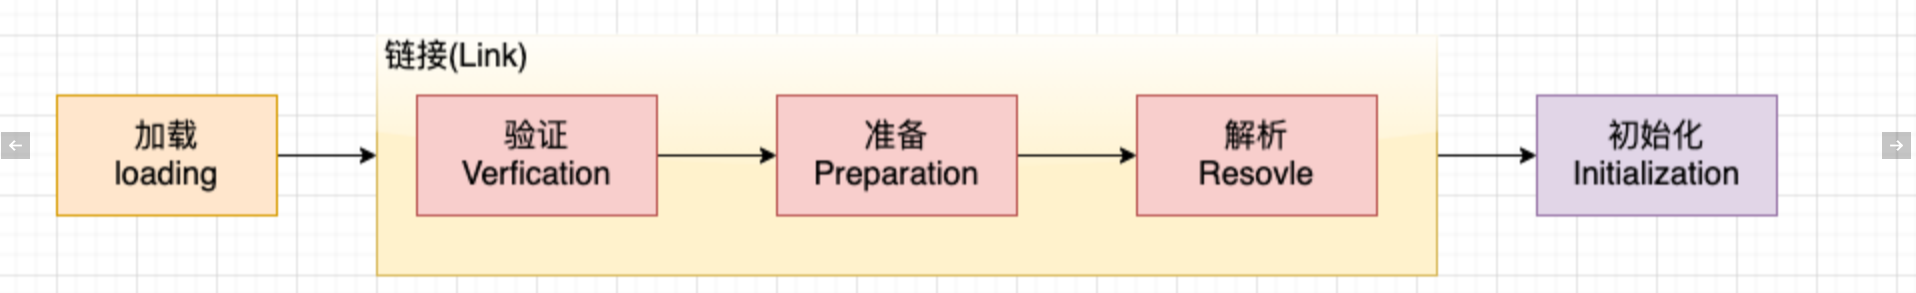 链接(Link)
加载
loading
验证
Verfication
准备
Preparation
解析
Resovle
初始化
Initialization